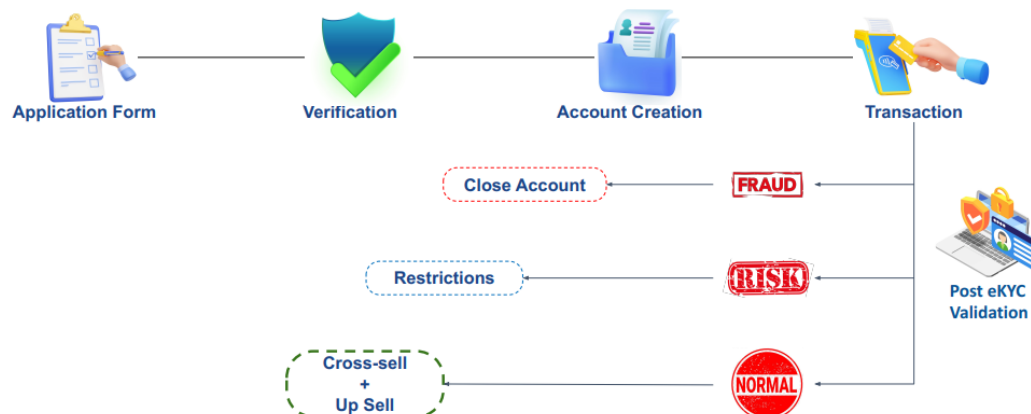 Application Form
Verification
Account Creation
Transaction
Close Account
FRAUD
Restrictions
RISK
Post eKYC
Validation
Cross-sell
+
Up Sell
NORMAL